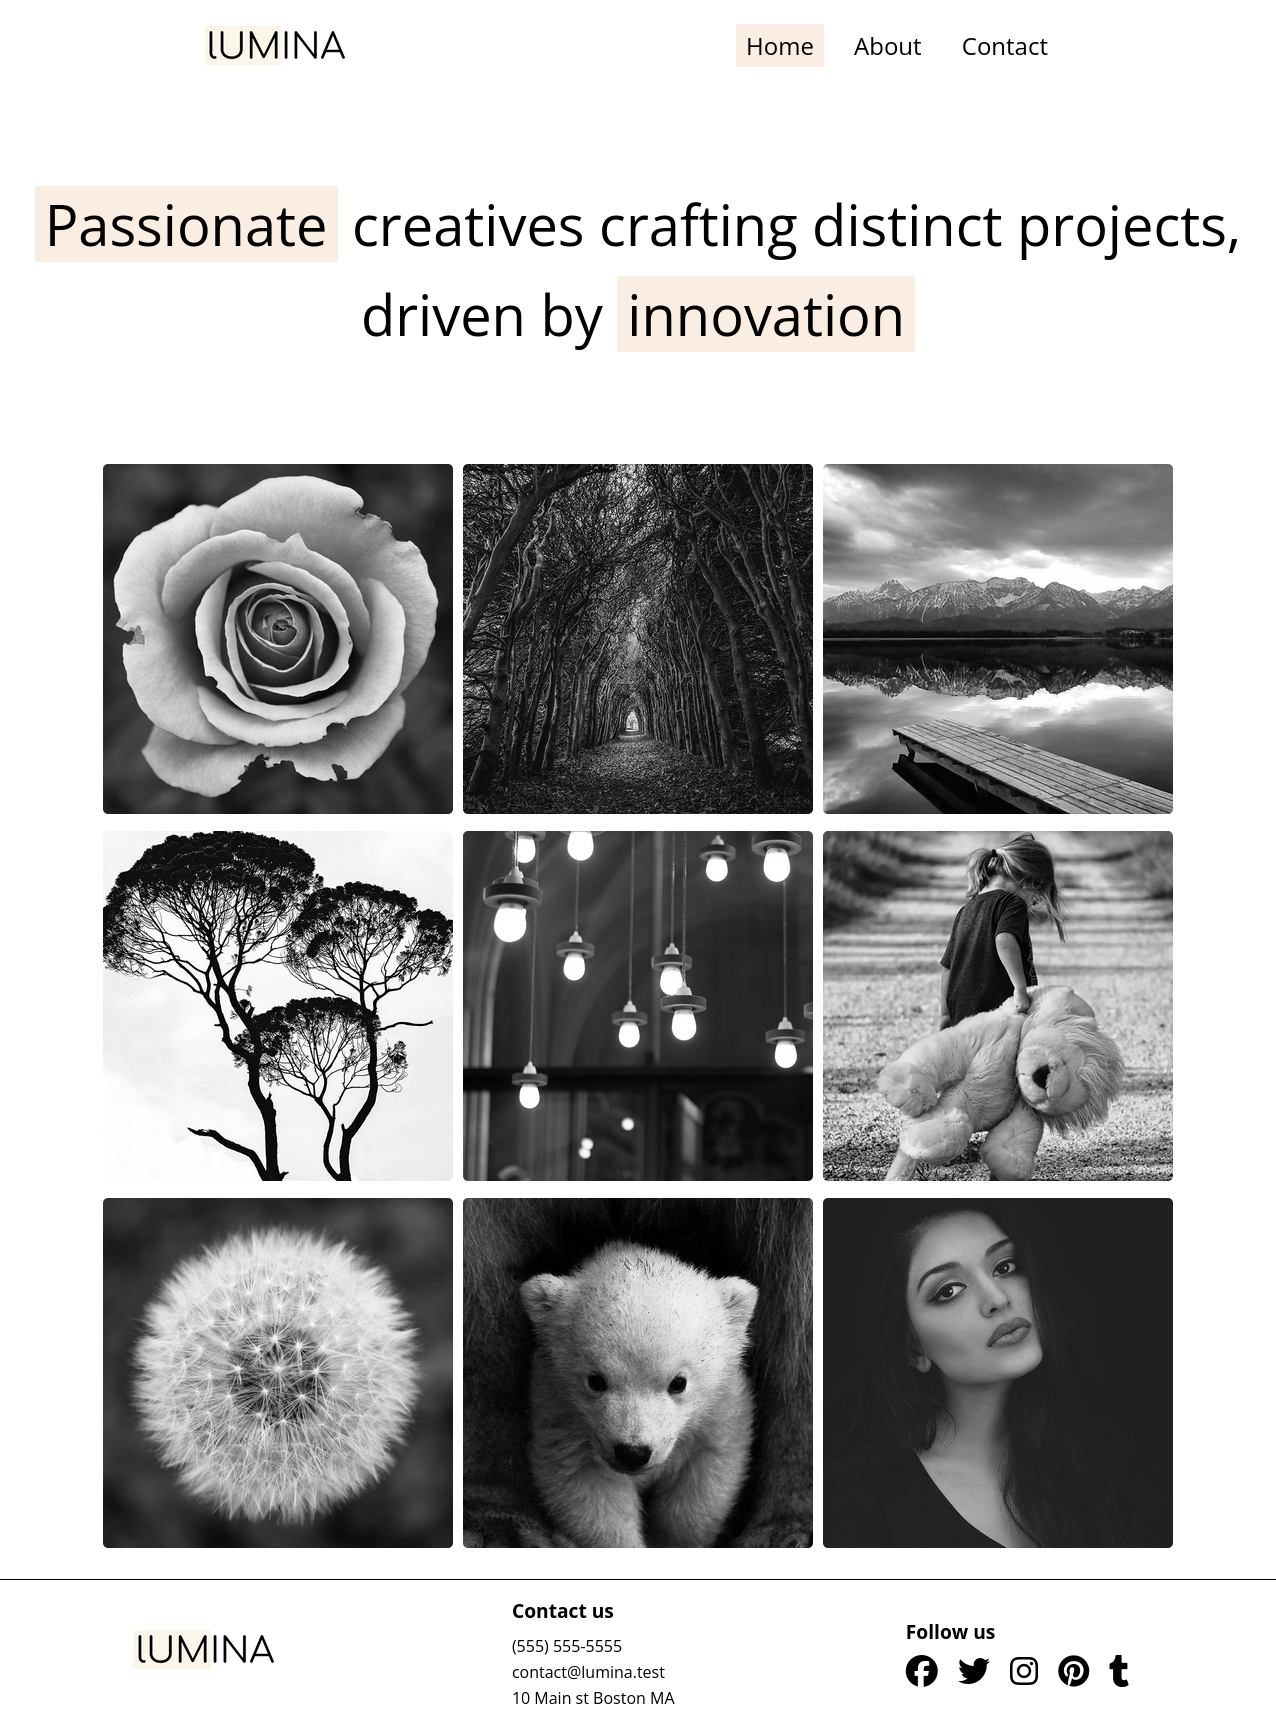 lUMINA
Home About Contact
Passionate creatives crafting distinct projects,
driven by innovation
lUMINA
Contact us
(555) 555-5555
contact@lumina.test
10 Main st Boston MA
Follow us